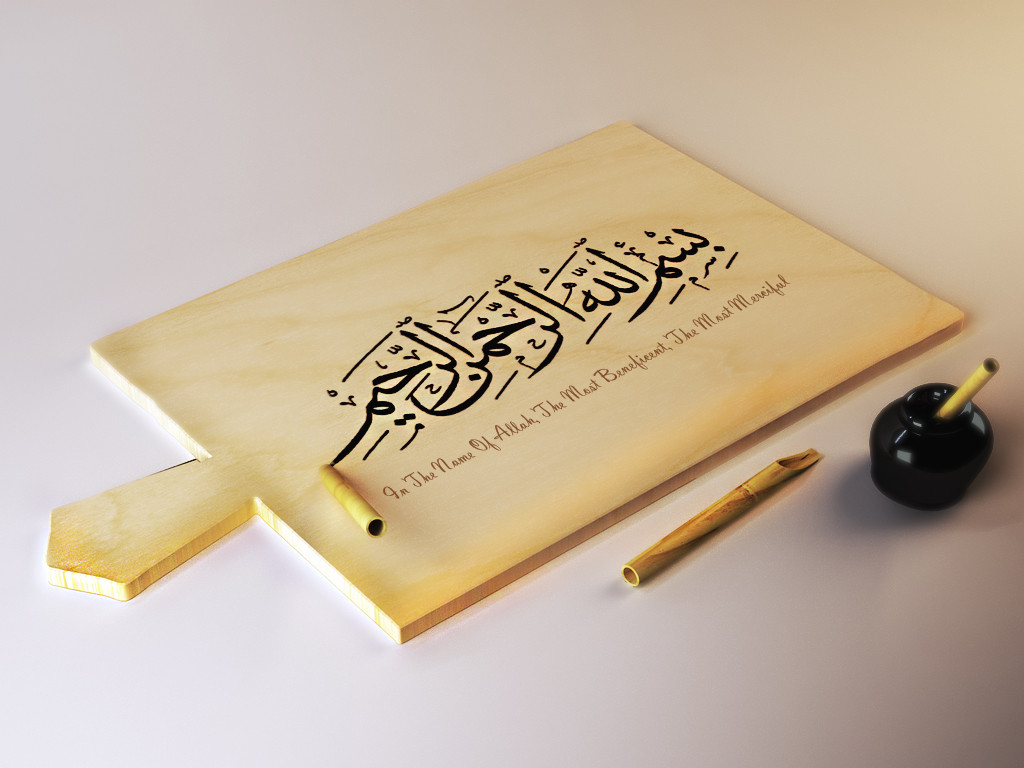 بِسْمِ اللَّهِ الرَّحْمَٰنِ الرَّحِيمِ
In The Name Of Allah, The Most Beneficent, The Most Merciful